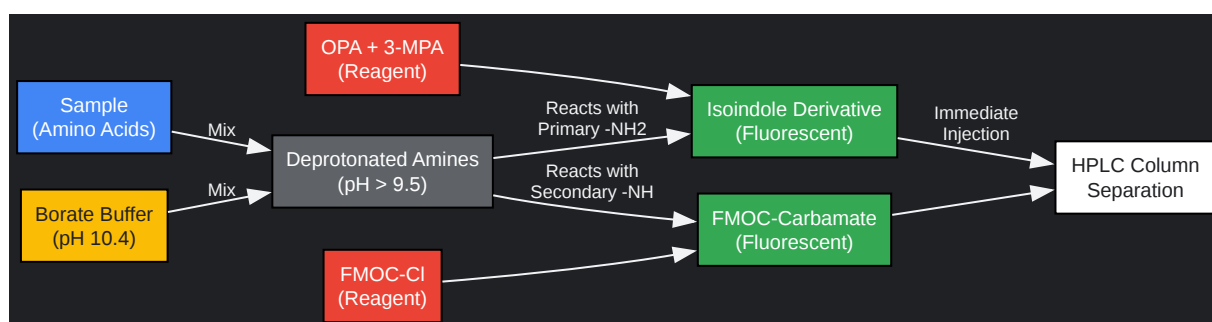 OPA + 3-MPA
(Reagent)
Sample
(Amino Acids)
Mix
Borate Buffer
(pH 10.4)
Mix
Deprotonated Amines
(pH > 9.5)
Reacts with
Primary -NH2
Reacts with
Secondary -NH
FMOC-Cl
(Reagent)
Isoindole Derivative
(Fluorescent)
FMOC-Carbamate
(Fluorescent)
Immediate
Injection
HPLC Column
Separation